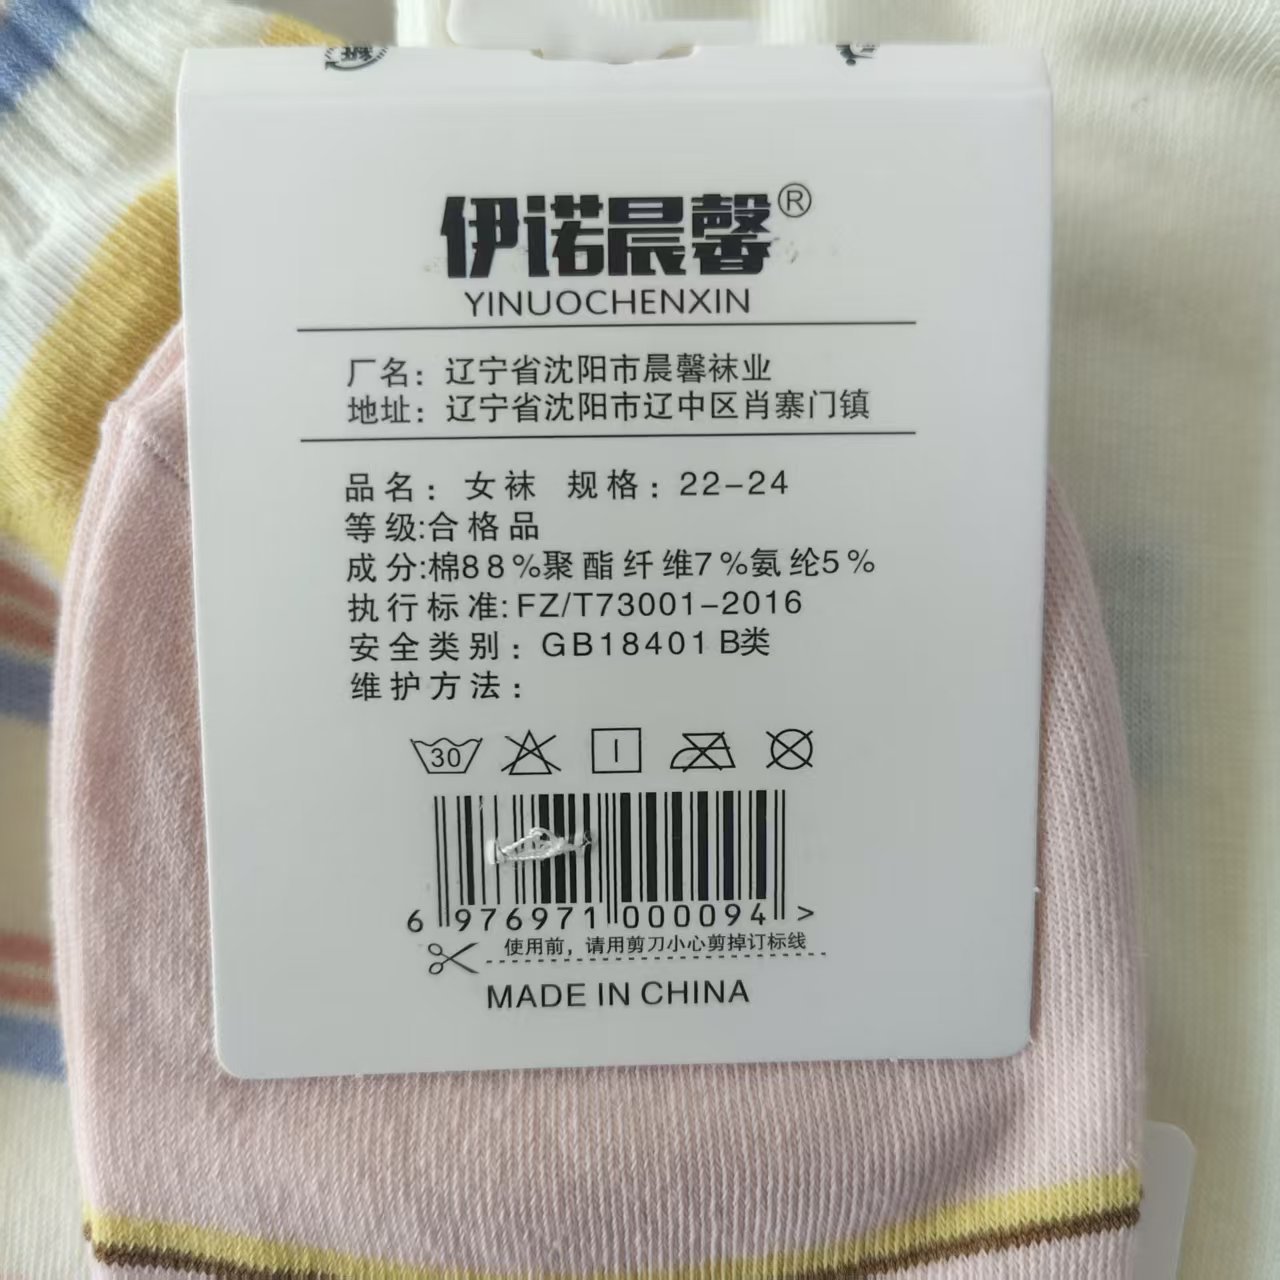 伊诺晨馨®
YINUOCHENXIN
厂名：辽宁省沈阳市晨馨袜业
地址：辽宁省沈阳市辽中区肖寨门镇
品名：女袜 规格：22-24
等级:合格品
成分:棉88%聚酯纤维7%氨纶5%
执行标准:FZ/T73001-2016
安全类别：GB18401 B类
维护方法：
30
6 976971 000094 >
使用前，请用剪刀小心剪掉订标线
MADE IN CHINA